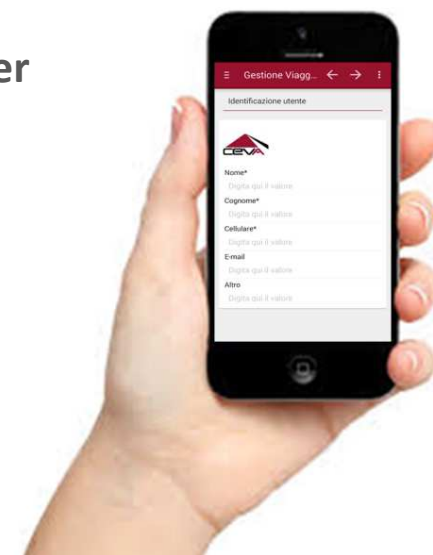 er
Gestione Viagg...
Identificazione utente
CEVA
Nome*
Digita qui il valore
Cognome*
Digita qui il valore
Cellulare*
Digita qui il valore
E-mail
Digita qui il valore
Altro
Digita qui il valore